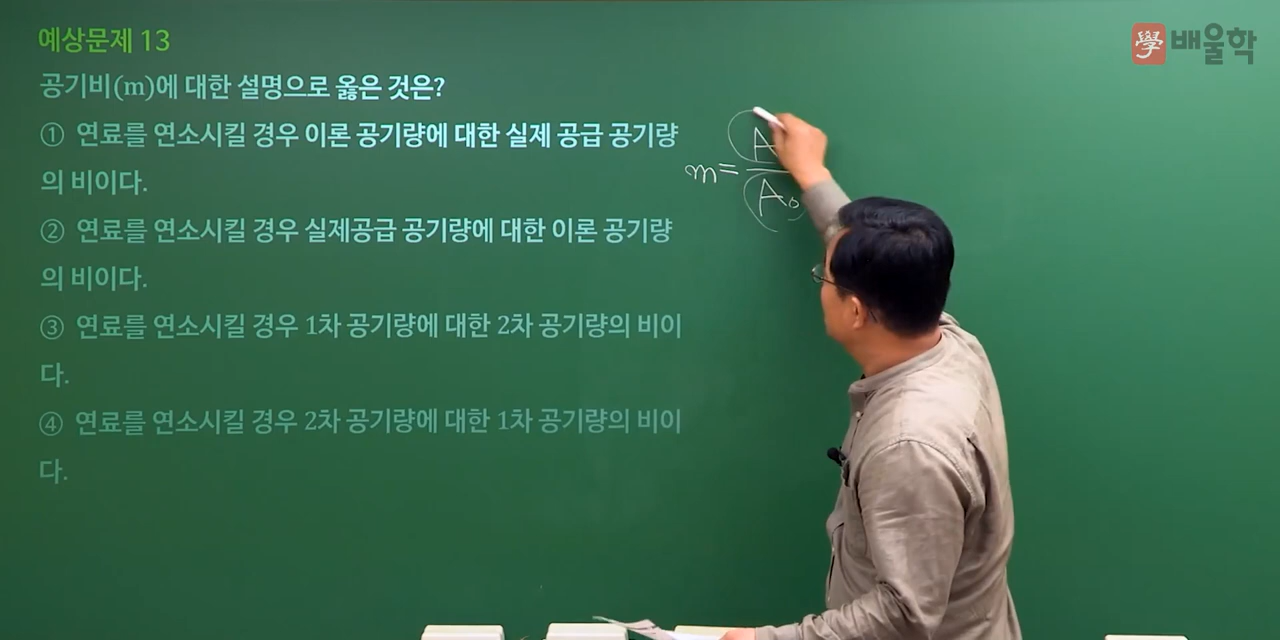 예상문제 13
學 배울학
공기비(m)에 대한 설명으로 옳은 것은?
① 연료를 연소시킬 경우 이론 공기량에 대한 실제 공급 공기량
의 비이다.
② 연료를 연소시킬 경우 실제공급 공기량에 대한 이론 공기량
의 비이다.
③ 연료를 연소시킬 경우 1차 공기량에 대한 2차 공기량의 비이
다.
④ 연료를 연소시킬 경우 2차 공기량에 대한 1차 공기량의 비이
다.
A
m=
A₀